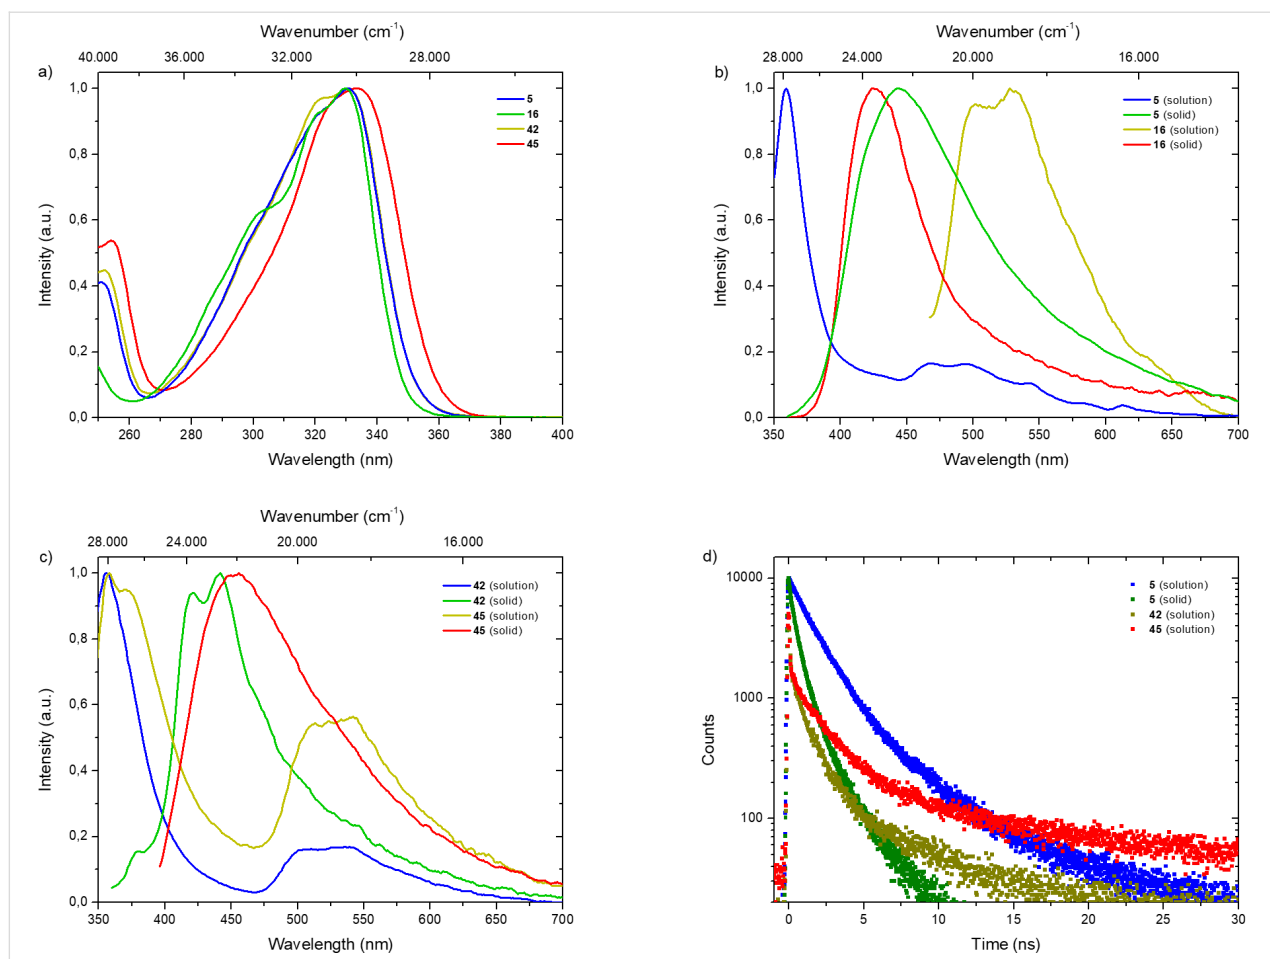 Wavenumber (cm-1)
40.000 36.000 32.000 28.000
a)
1,0
0,8
0,6
0,4
0,2
0,0
Intensity (a.u.)
5
16
42
45
260 280 300 320 340 360 380 400
Wavelength (nm)
Wavenumber (cm-1)
28.000 24.000 20.000 16.000
b)
1,0
0,8
0,6
0,4
0,2
0,0
Intensity (a.u.)
5 (solution)
5 (solid)
16 (solution)
16 (solid)
350 400 450 500 550 600 650 700
Wavelength (nm)
Wavenumber (cm-1)
28.000 24.000 20.000 16.000
c)
1,0
0,8
0,6
0,4
0,2
0,0
Intensity (a.u.)
42 (solution)
42 (solid)
45 (solution)
45 (solid)
350 400 450 500 550 600 650 700
Wavelength (nm)
d)
10000
1000
100
Counts
5 (solution)
5 (solid)
42 (solution)
45 (solution)
0 5 10 15 20 25 30
Time (ns)